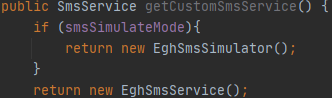 public SmsService getCustomSmsService() {
if (smsSimulateMode){
return new EghSmsSimulator();
}
return new EghSmsService();